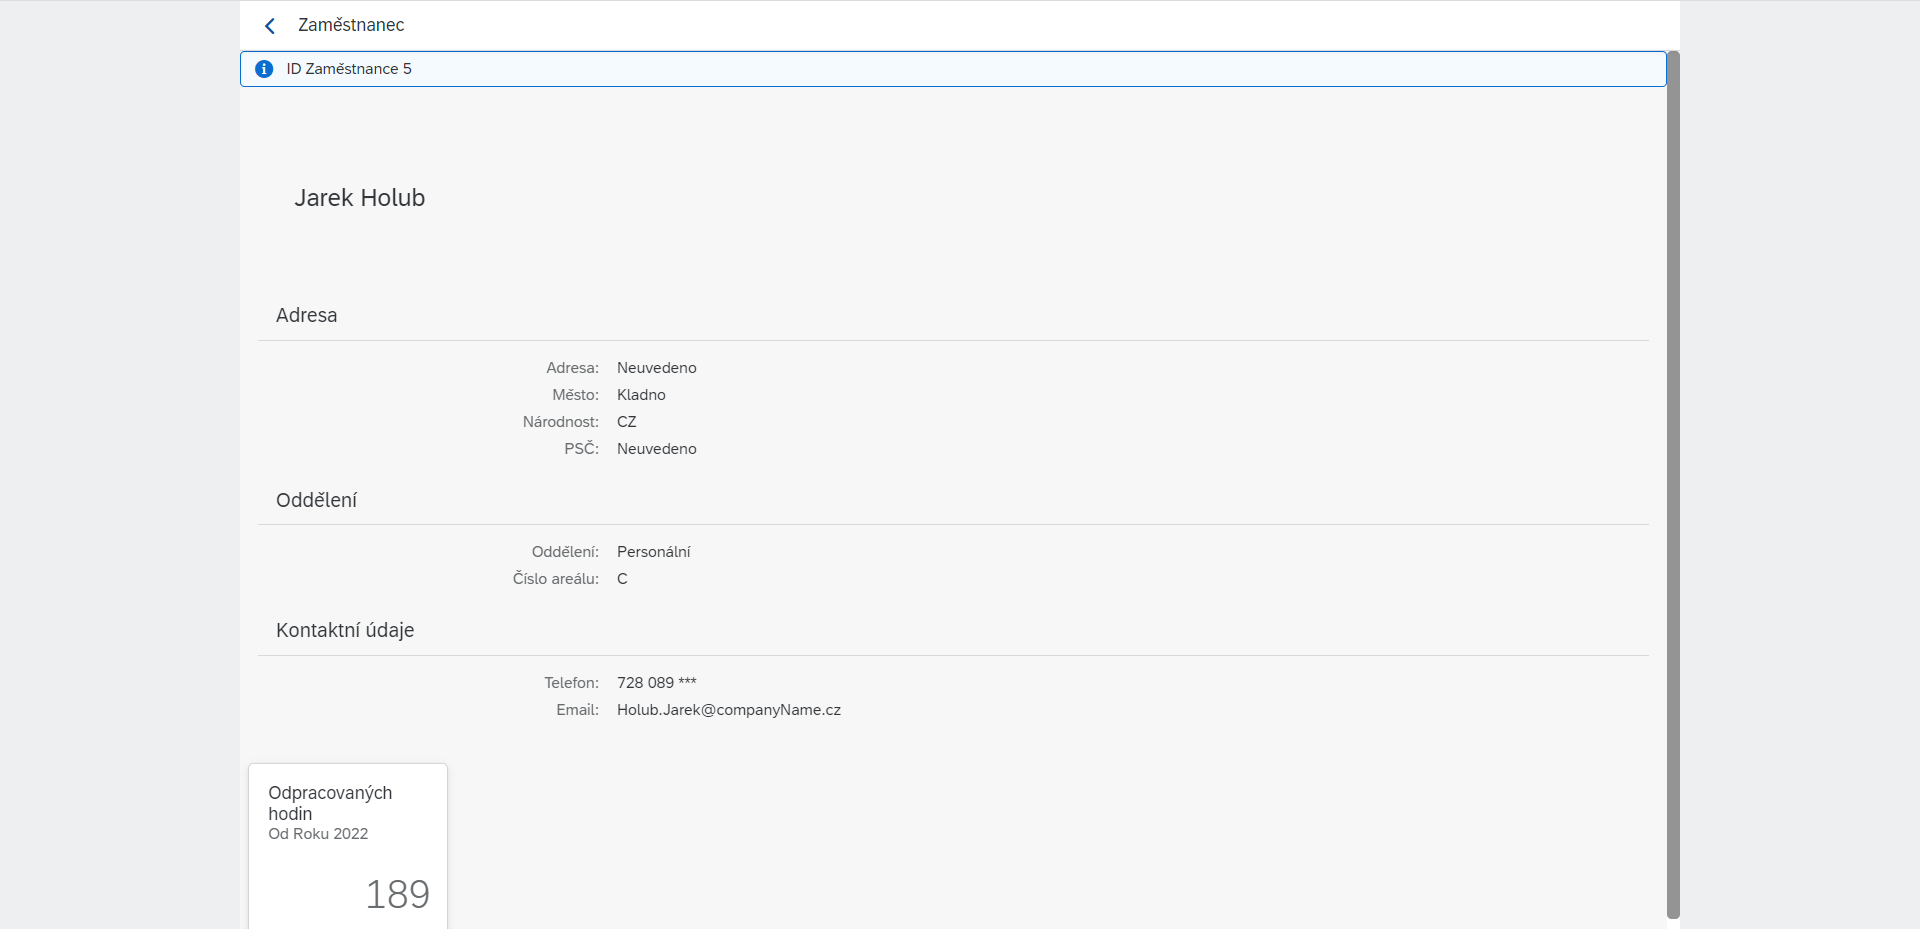 Zaměstnanec
ID Zaměstnance 5
Jarek Holub
Adresa
Adresa: Neuvedeno
Město: Kladno
Národnost: CZ
PSČ: Neuvedeno
Oddělení
Oddělení: Personální
Číslo areálu: C
Kontaktní údaje
Telefon: 728 089 ***
Email: Holub.Jarek@companyName.cz
Odpracovaných
hodin
Od Roku 2022
189